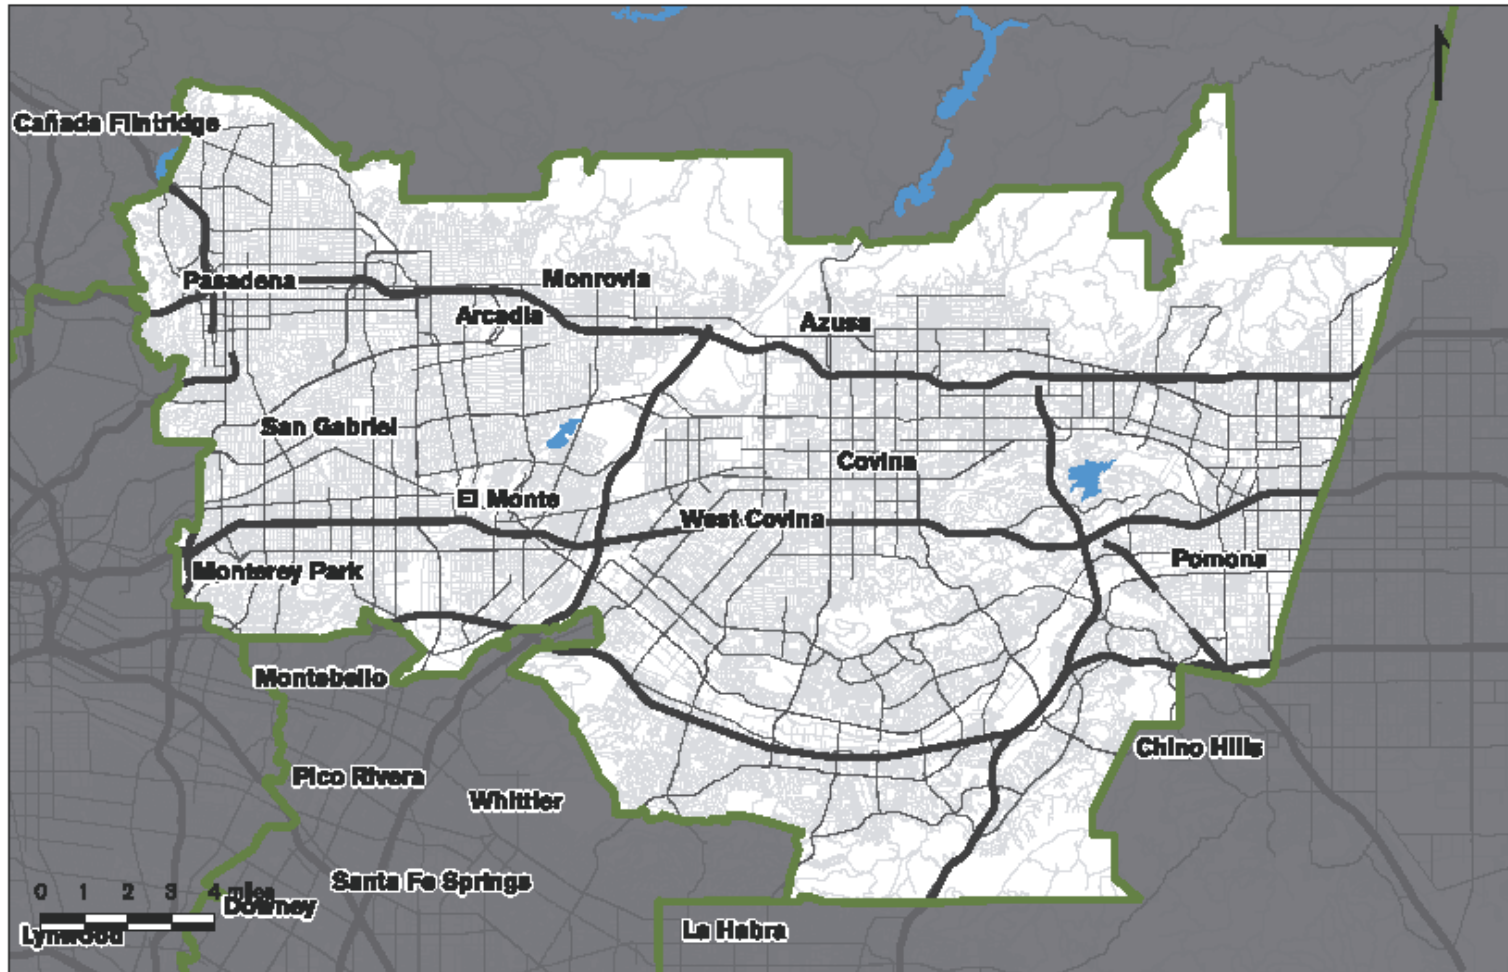 Cañada Flintridge
Pasadena
Monrovia
Arcadia
Azusa
San Gabriel
Covina
El Monte
West Covina
Pomona
Monterey Park
Montebello
Chino Hills
Pico Rivera
Whittier
Santa Fe Springs
0 1 2 3 4 miles
Downey
La Habra
Lynwood